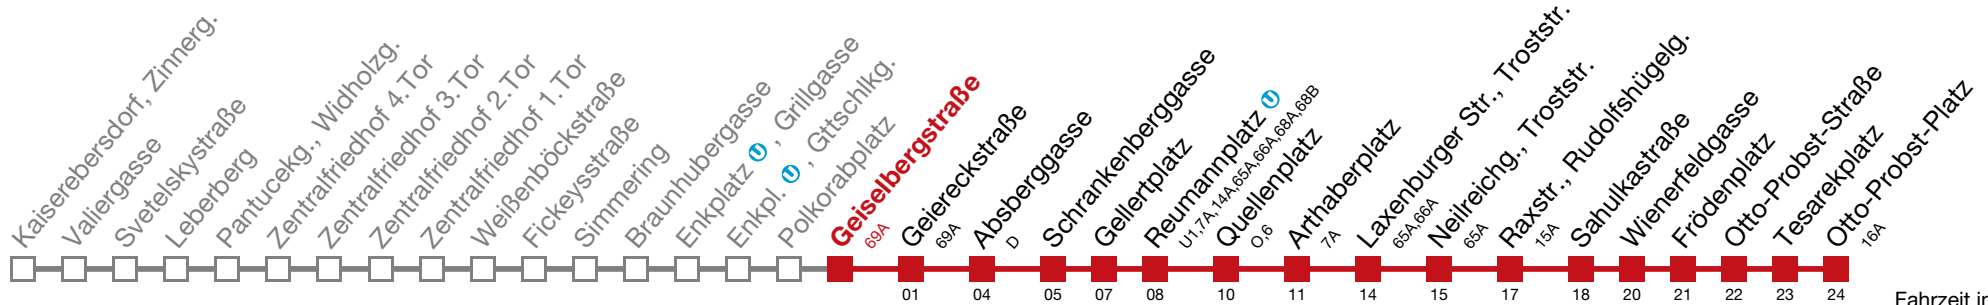 Kaiserebersdorf, Zinnerg.
Valiergasse
Svetelskystraße
Leberberg
Pantucekg., Widholzg.
Zentralfriedhof 4. Tor
Zentralfriedhof 3. Tor
Zentralfriedhof 2. Tor
Zentralfriedhof 1. Tor
Weißenböckstraße
Fickeysstraße
Simmering
Braunhubergasse
Enkplatz U, Grillgasse
Enkpl. U, Gttschlkg.
Polkorabplatz
Geiselbergstraße
69A
Geiereckstraße
69A
Absberggasse
D
Schrankenberggasse
Gellertplatz
Reumannplatz U
U1,7A,14A,65A,66A,68A,68B
Quellenplatz
O,6
Arthaberplatz
7A
Laxenburger Str., Troststr.
65A,66A
Neilreichg., Troststr.
65A
Raxstr., Rudolfshügelg.
15A
Sahulkastraße
Wienerfeldgasse
Frödenplatz
Otto-Probst-Straße
Tesarekplatz
Otto-Probst-Platz
16A
01 04 05 07 08 10 11 14 15 17 18 20 21 22 23 24
Fahrzeit in